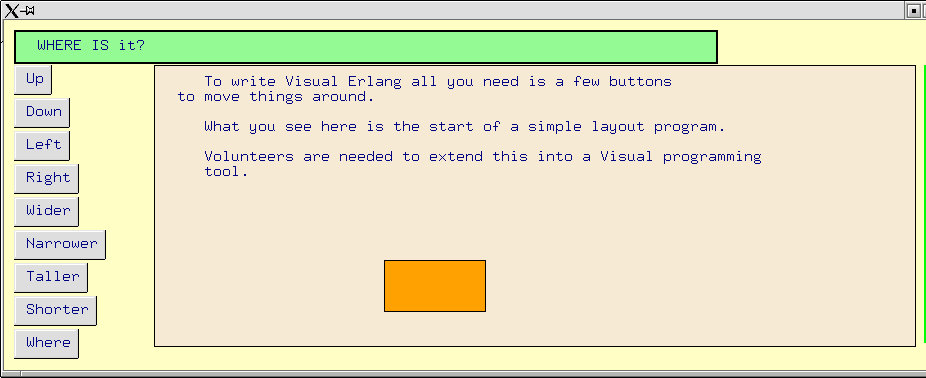 WHERE IS it?
Up
Down
Left
Right
Wider
Narrower
Taller
Shorter
Where
To write Visual Erlang all you need is a few buttons
to move things around.
What you see here is the start of a simple layout program.
Volunteers are needed to extend this into a Visual programming
tool.